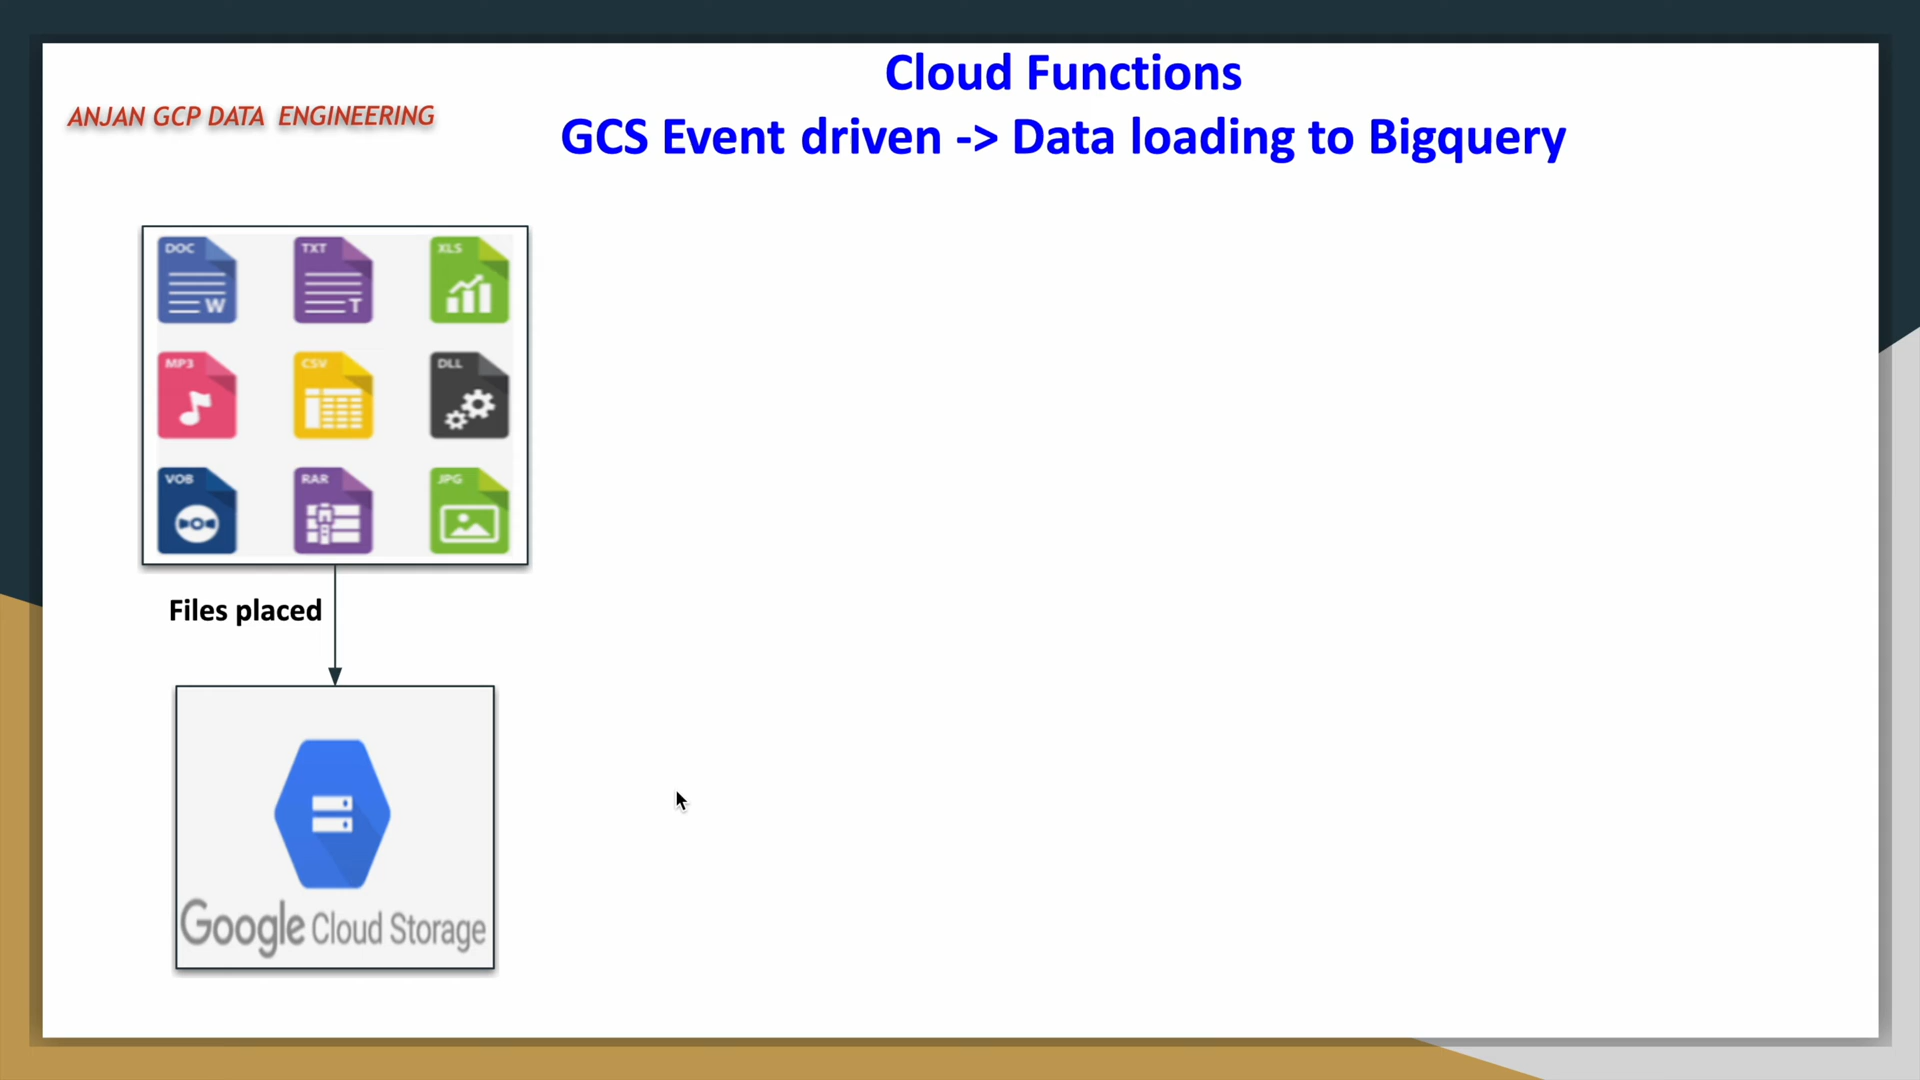 Cloud Functions
ANJAN GCP DATA ENGINEERING
GCS Event driven -> Data loading to Bigquery
DOC
TXT
XLS
W
T
MP3
CSV
DLL
VOB
RAR
JPG
Files placed
Google Cloud Storage